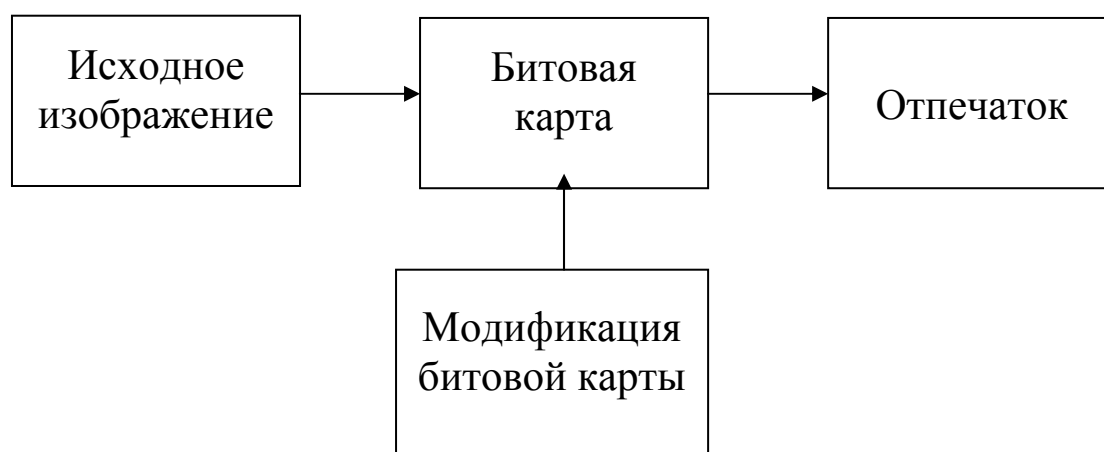 Исходное
изображение
Битовая
карта
Отпечаток
Модификация
битовой карты